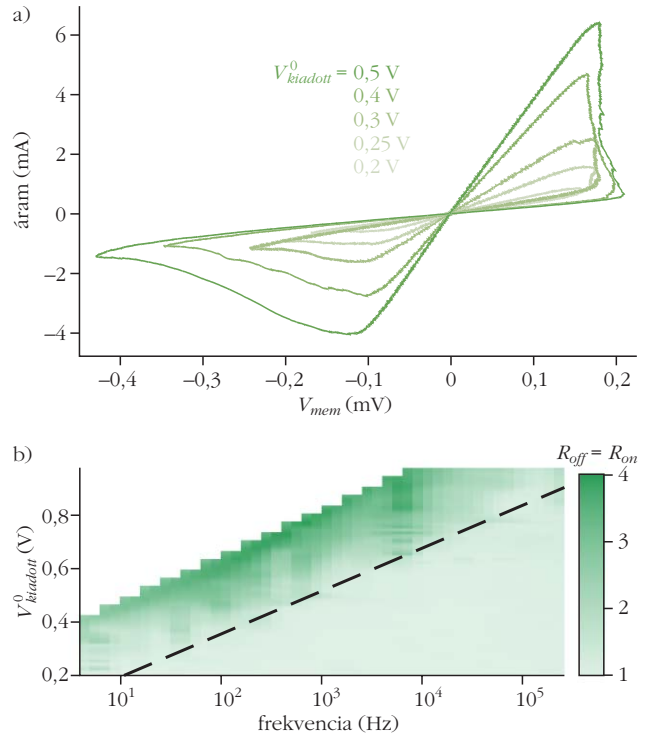 a)
6
4
2
0
−2
−4
áram (mA)
V⁰kiadott = 0,5 V
0,4 V
0,3 V
0,25 V
0,2 V
−0,4 −0,3 −0,2 −0,1 0 0,1 0,2
Vmem (mV)
b)
Roff = Ron
0,8
0,6
0,4
0,2
V⁰kiadott (V)
4
3
2
1
10¹ 10² 10³ 10⁴ 10⁵
frekvencia (Hz)